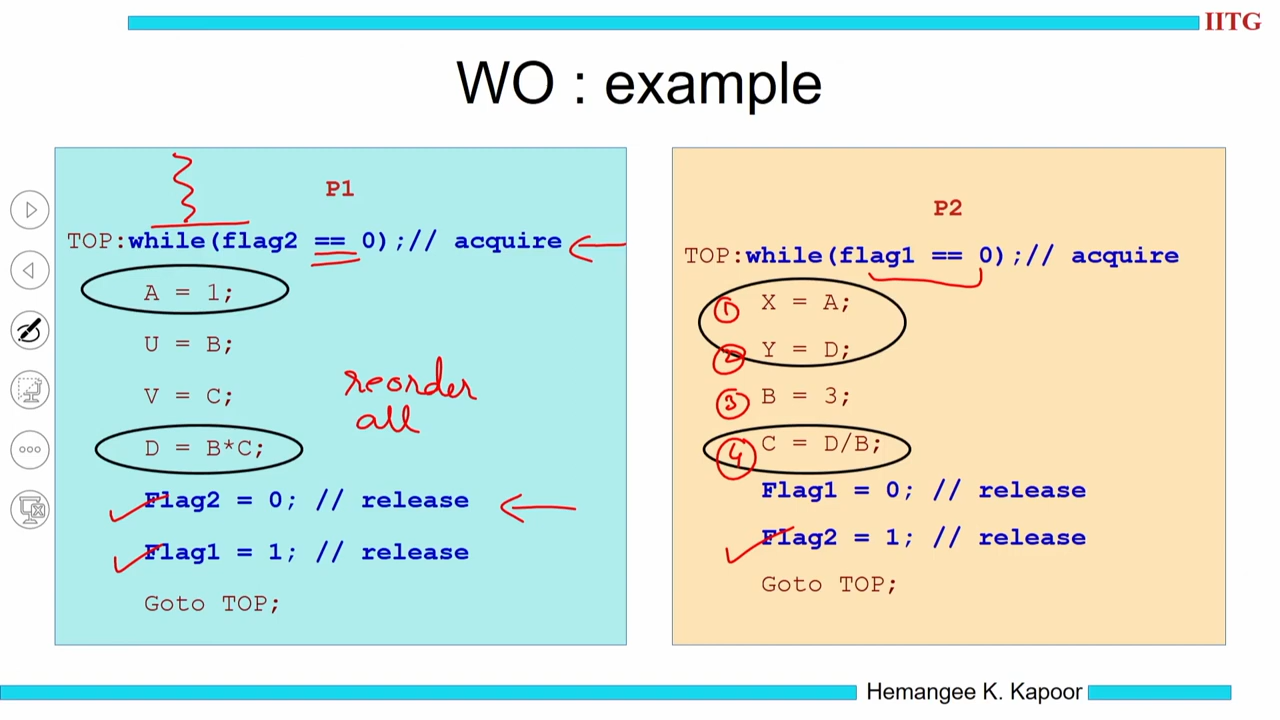 IITG
WO : example
P1
TOP:while(flag2 == 0);// acquire
A = 1;
U = B;
V = C;
D = B*C;
Flag2 = 0; // release
Flag1 = 1; // release
Goto TOP;
reorder
all
P2
TOP:while(flag1 == 0);// acquire
1 X = A;
2 Y = D;
3 B = 3;
4 C = D/B;
Flag1 = 0; // release
Flag2 = 1; // release
Goto TOP;
Hemangee K. Kapoor